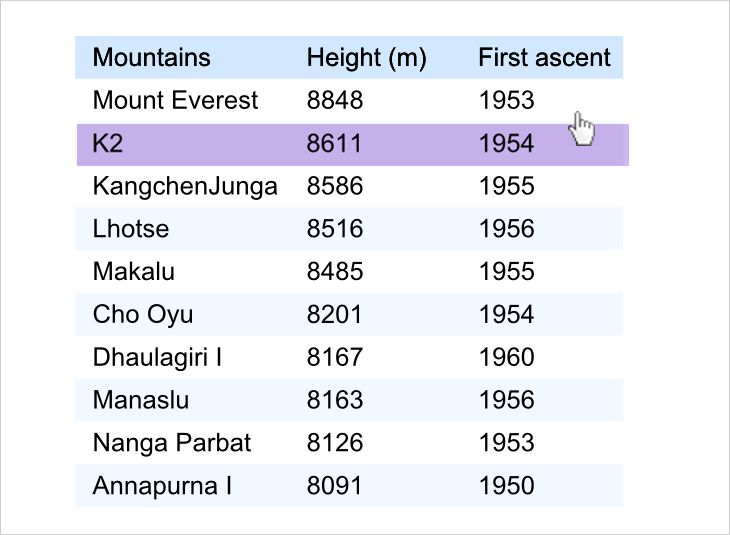 Mountains Height (m) First ascent
Mount Everest 8848 1953
K2 8611 1954
KangchenJunga 8586 1955
Lhotse 8516 1956
Makalu 8485 1955
Cho Oyu 8201 1954
Dhaulagiri I 8167 1960
Manaslu 8163 1956
Nanga Parbat 8126 1953
Annapurna I 8091 1950